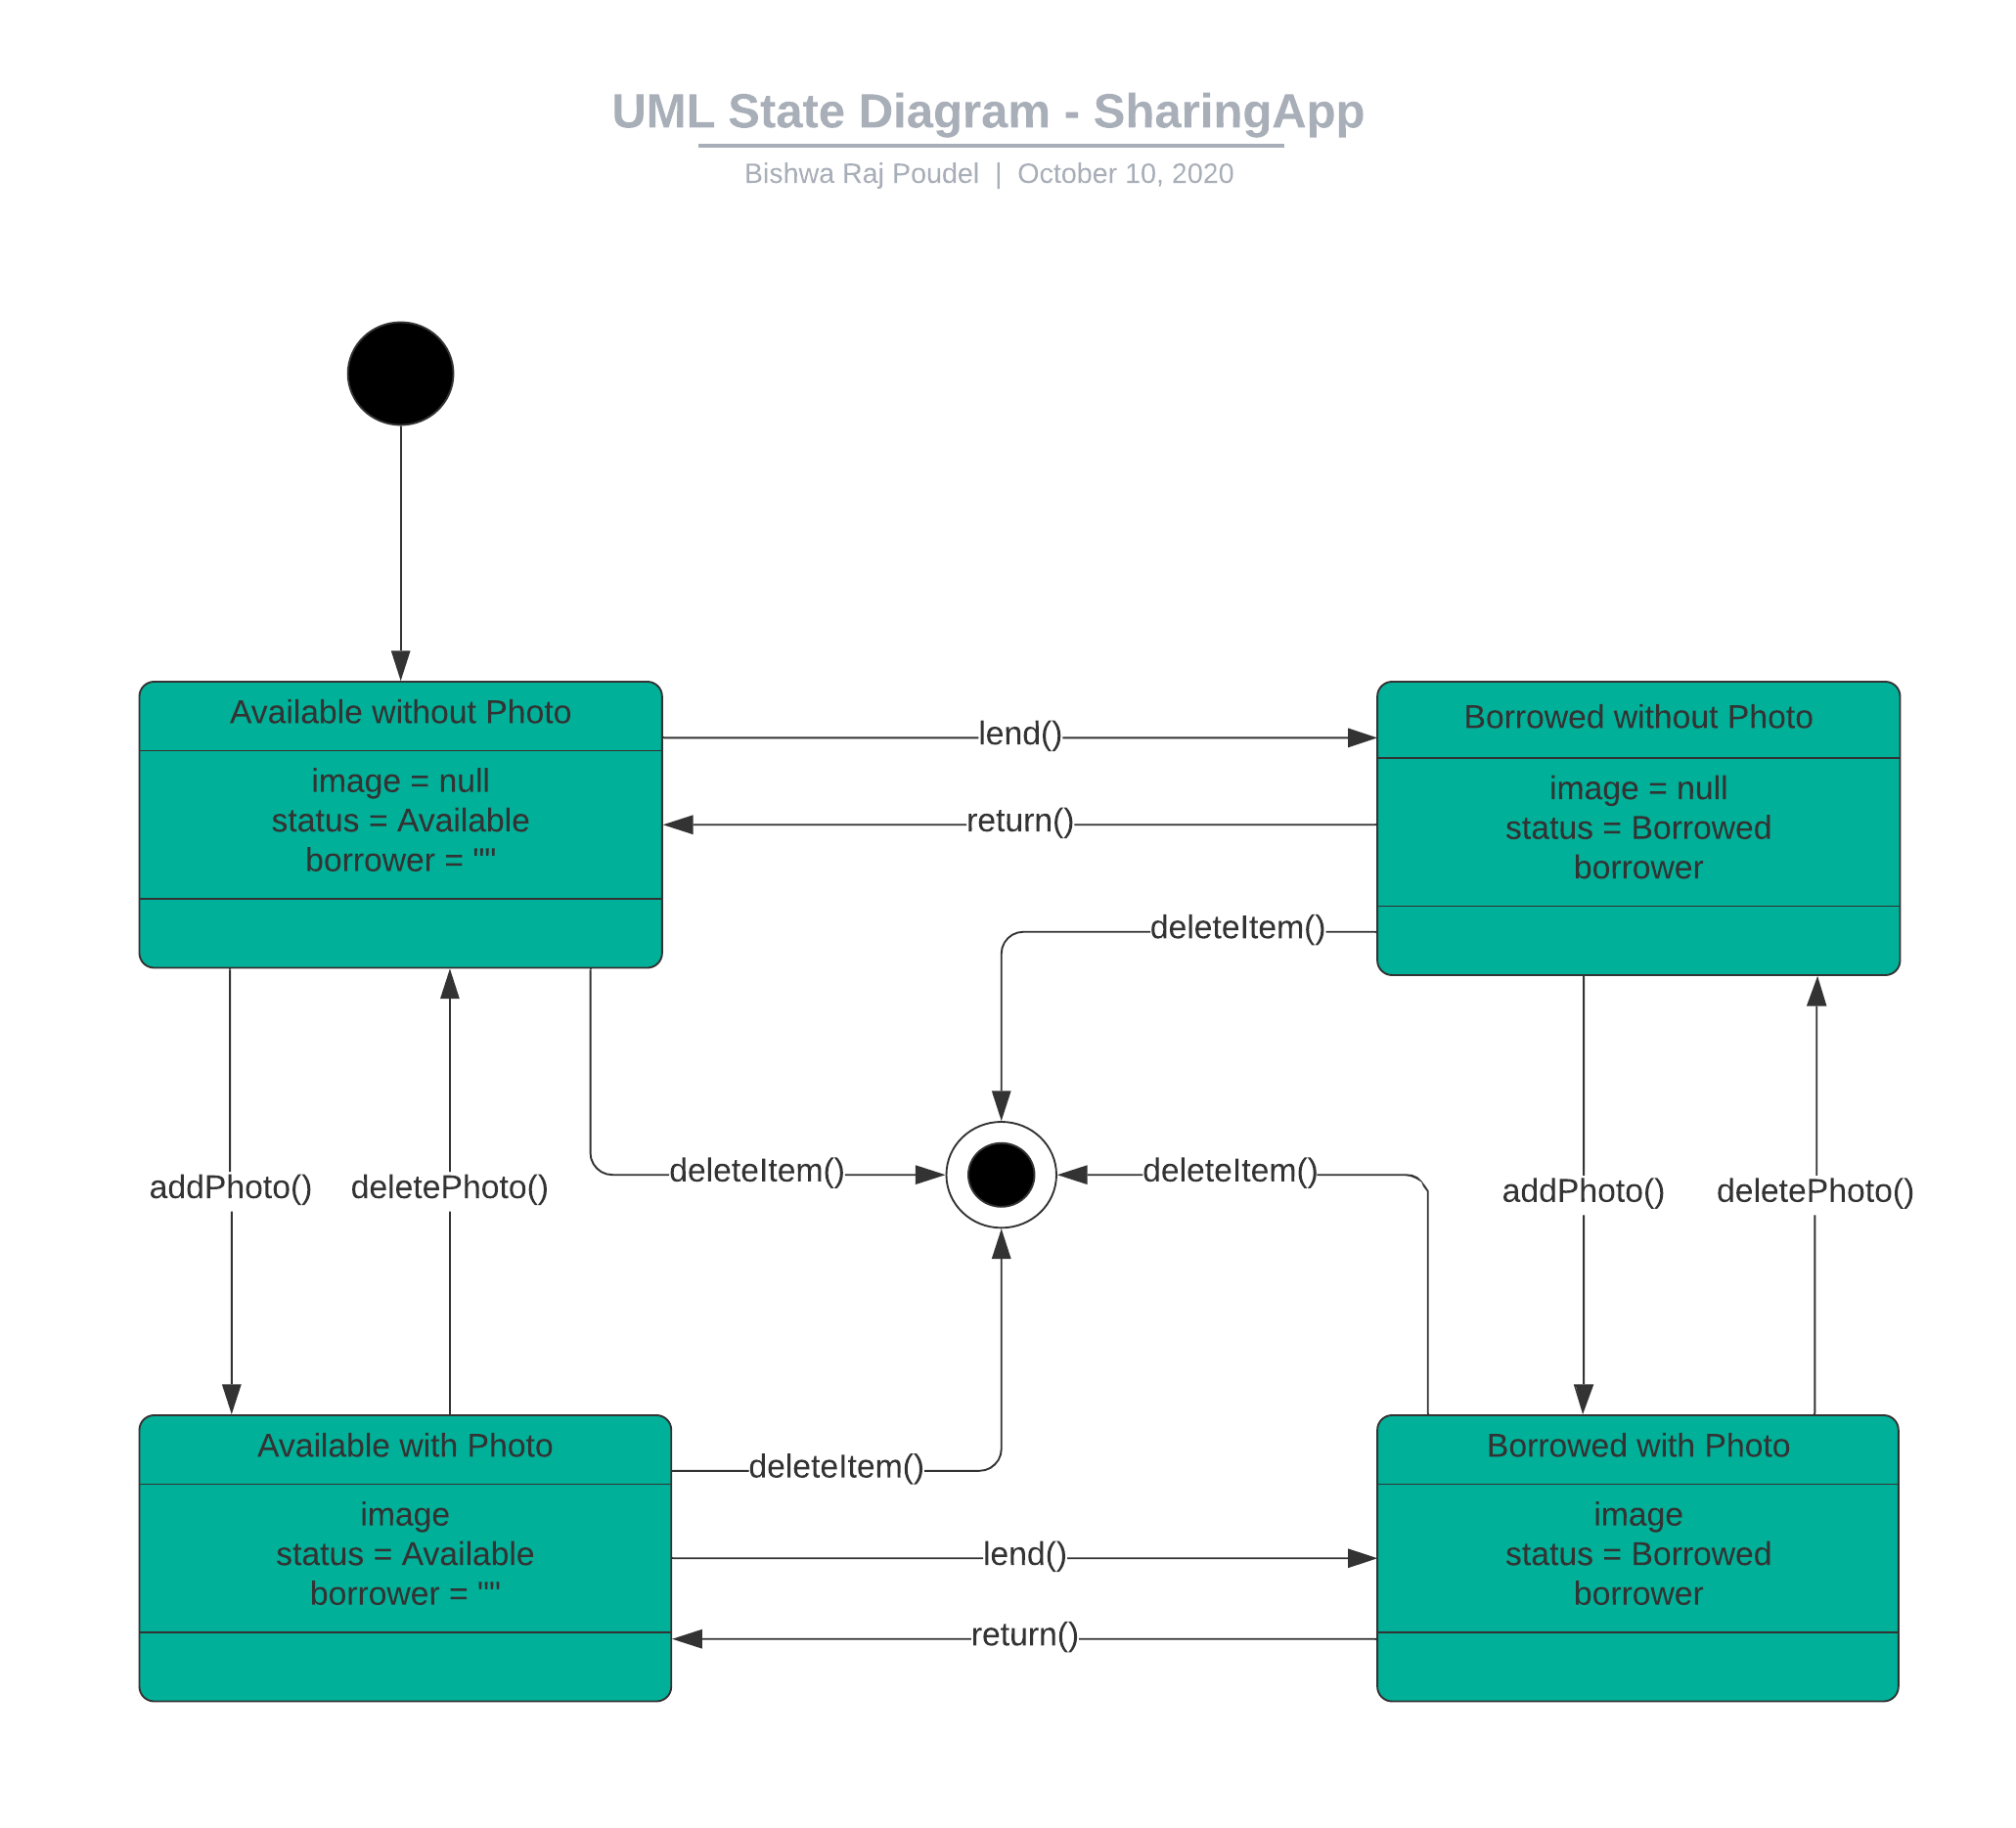 UML State Diagram - SharingApp
Bishwa Raj Poudel | October 10, 2020
Available without Photo
image = null
status = Available
borrower = ""
lend()
return()
Borrowed without Photo
image = null
status = Borrowed
borrower
deleteItem()
addPhoto()
deletePhoto()
deleteItem()
deleteItem()
addPhoto()
deletePhoto()
Available with Photo
image
status = Available
borrower = ""
deleteItem()
lend()
return()
Borrowed with Photo
image
status = Borrowed
borrower